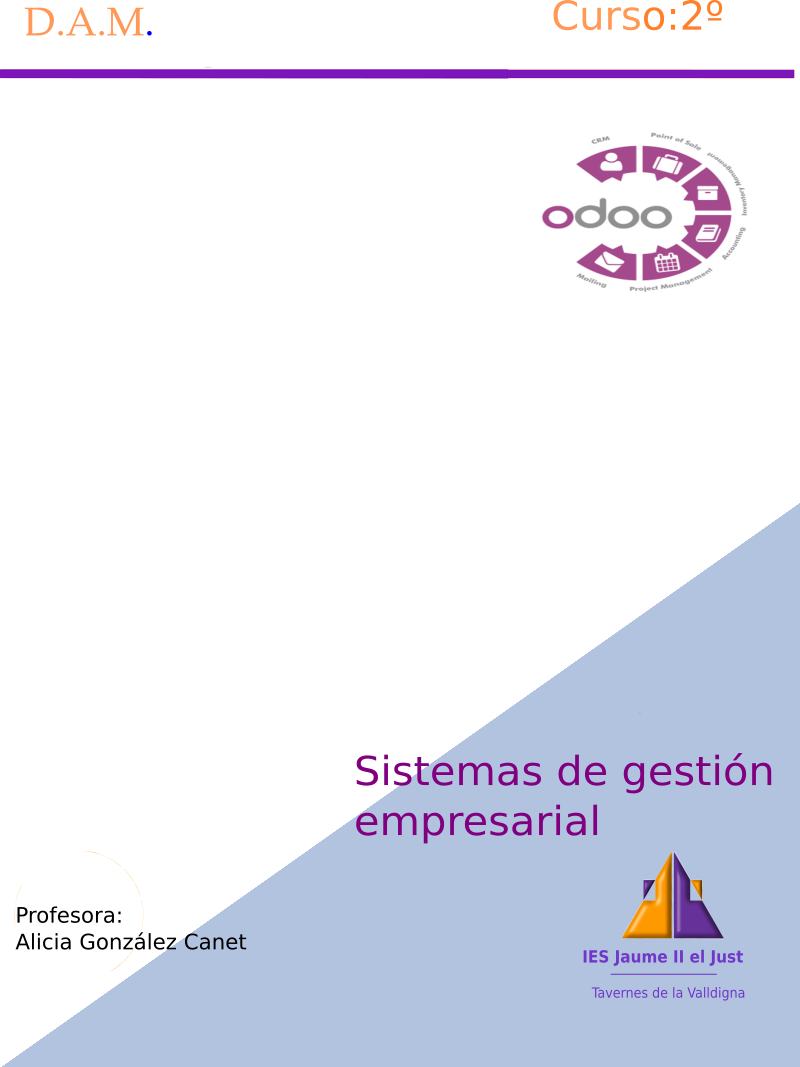 D.A.M.
Curso:2º
CRM
Point of Sale
Inventory Management
odoo
Accounting
Mailing
Project Management
Sistemas de gestión
empresarial
Profesora:
Alicia González Canet
IES Jaume II el Just
Tavernes de la Valldigna